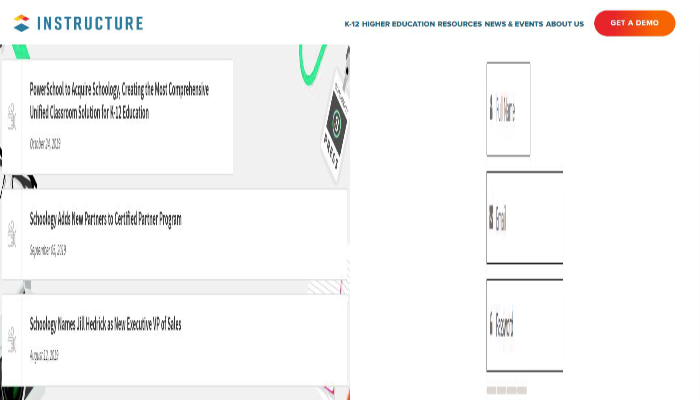 INSTRUCTURE
K-12 HIGHER EDUCATION RESOURCES NEWS & EVENTS ABOUT US
GET A DEMO
PowerSchool to Acquire Schoology, Creating the Most Comprehensive
Unified Classroom Solution for K-12 Education
October 24, 2019
Schoology Adds New Partners to Certified Partner Program
September 05, 2019
Schoology Names Jill Hedrick as New Executive VP of Sales
August 12, 2019
PRESS
Full Name
Email
Password